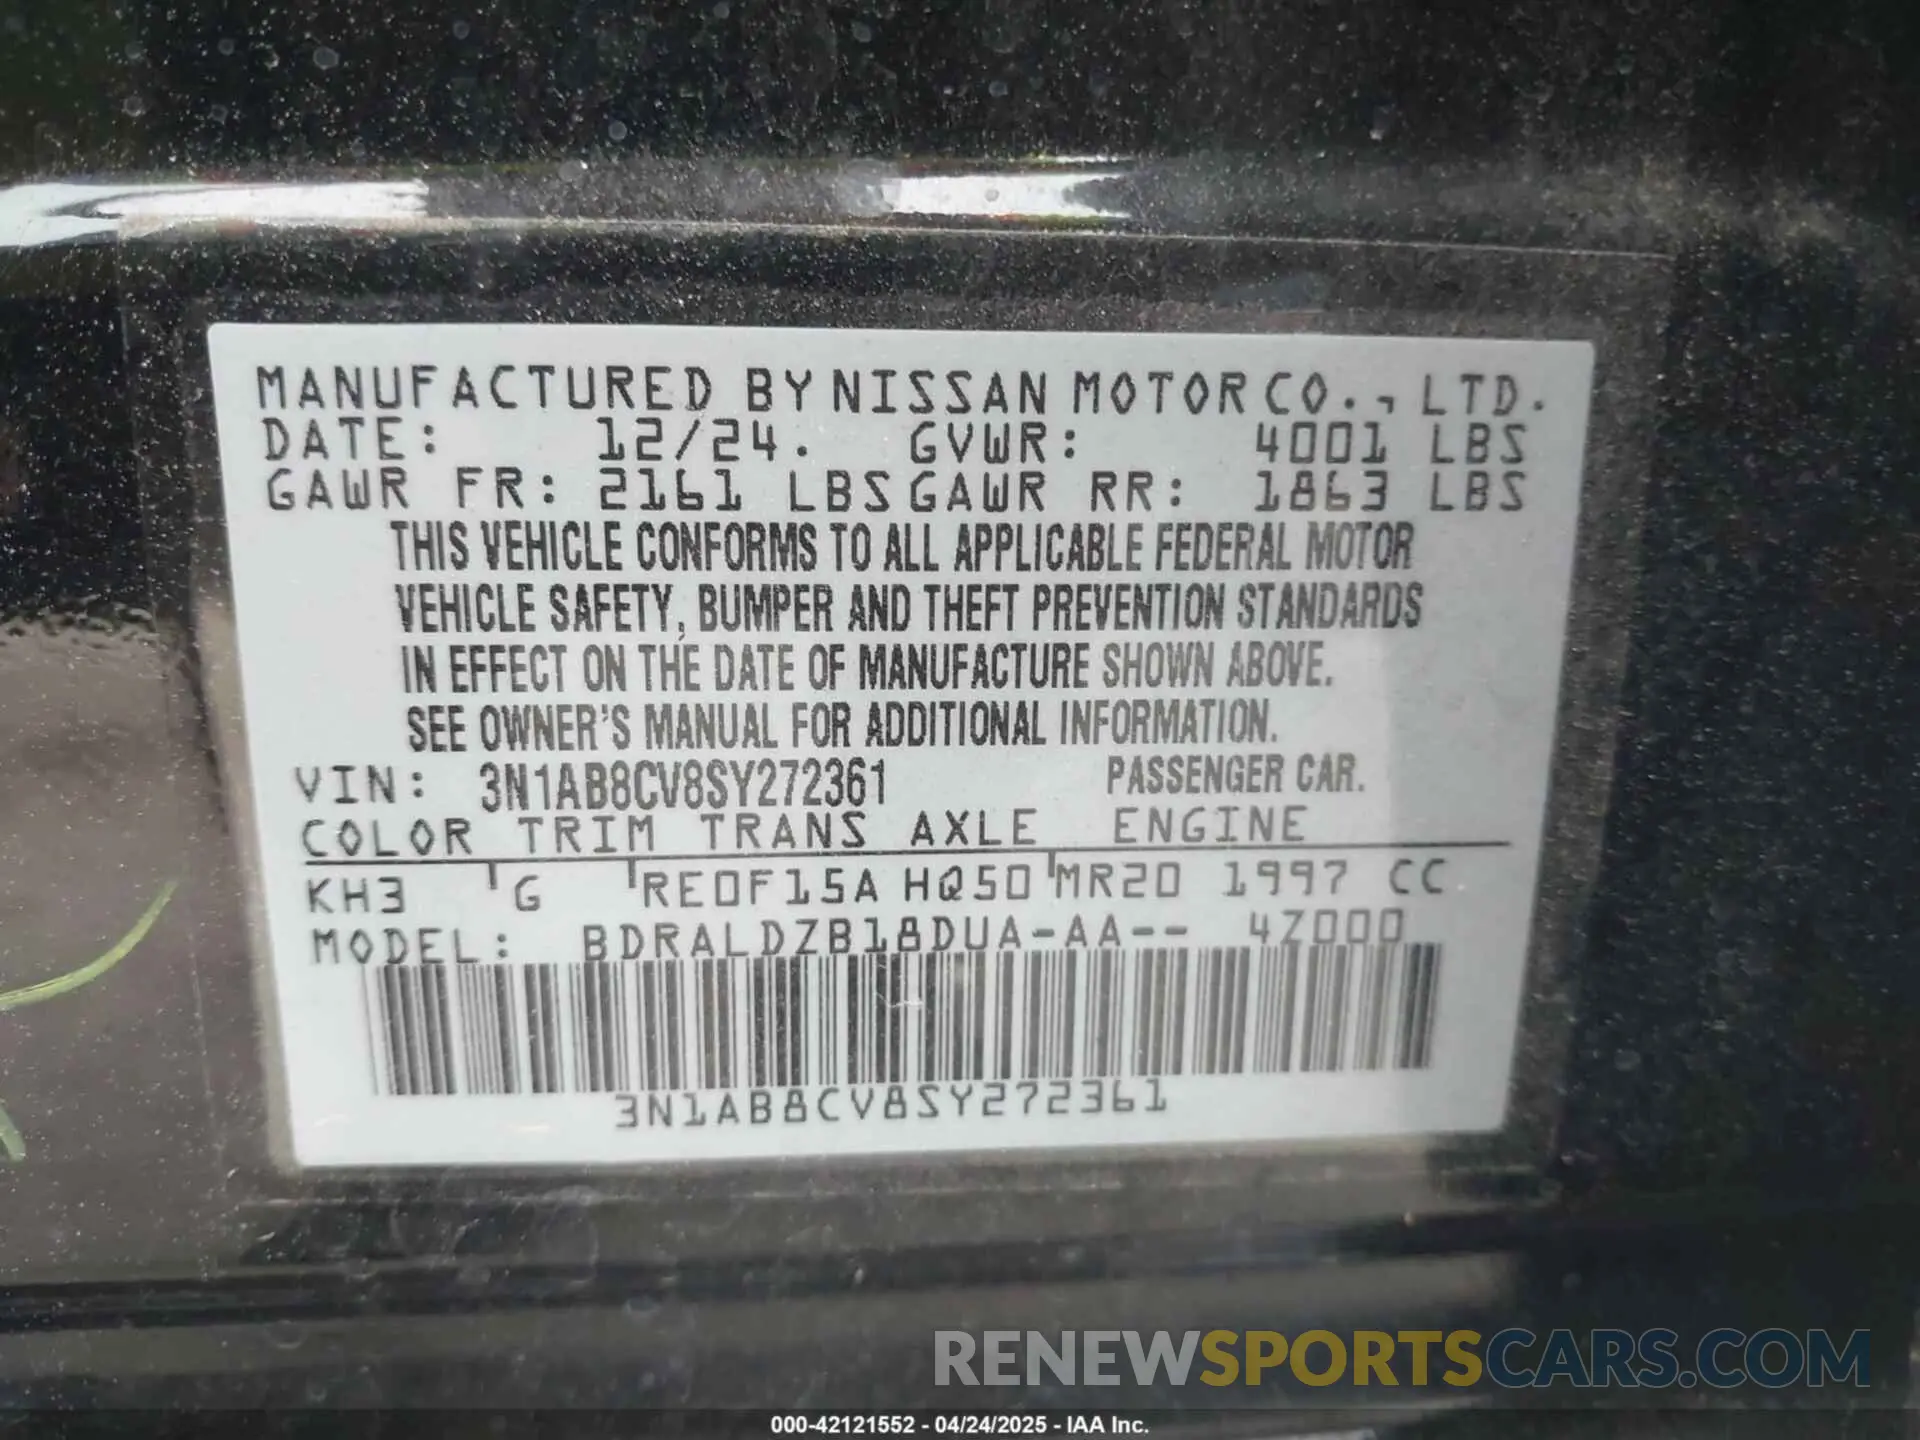 MANUFACTURED BY NISSAN MOTOR CO., LTD.
DATE: 12/24. GVWR: 4001 LBS
GAWR FR: 2161 LBS GAWR RR: 1863 LBS
THIS VEHICLE CONFORMS TO ALL APPLICABLE FEDERAL MOTOR
VEHICLE SAFETY, BUMPER AND THEFT PREVENTION STANDARDS
IN EFFECT ON THE DATE OF MANUFACTURE SHOWN ABOVE.
SEE OWNER'S MANUAL FOR ADDITIONAL INFORMATION.
VIN: 3N1AB8CV8SY272361 PASSENGER CAR.
COLOR TRIM TRANS AXLE ENGINE
KH3 G RE0F15A HQ50 MR20 1997 CC
MODEL: BDRALDZB18DUA-AA-- 4Z000
3N1AB8CV8SY272361
RENEWSPORTSCARS.COM
000-42121552 - 04/24/2025 - IAA Inc.